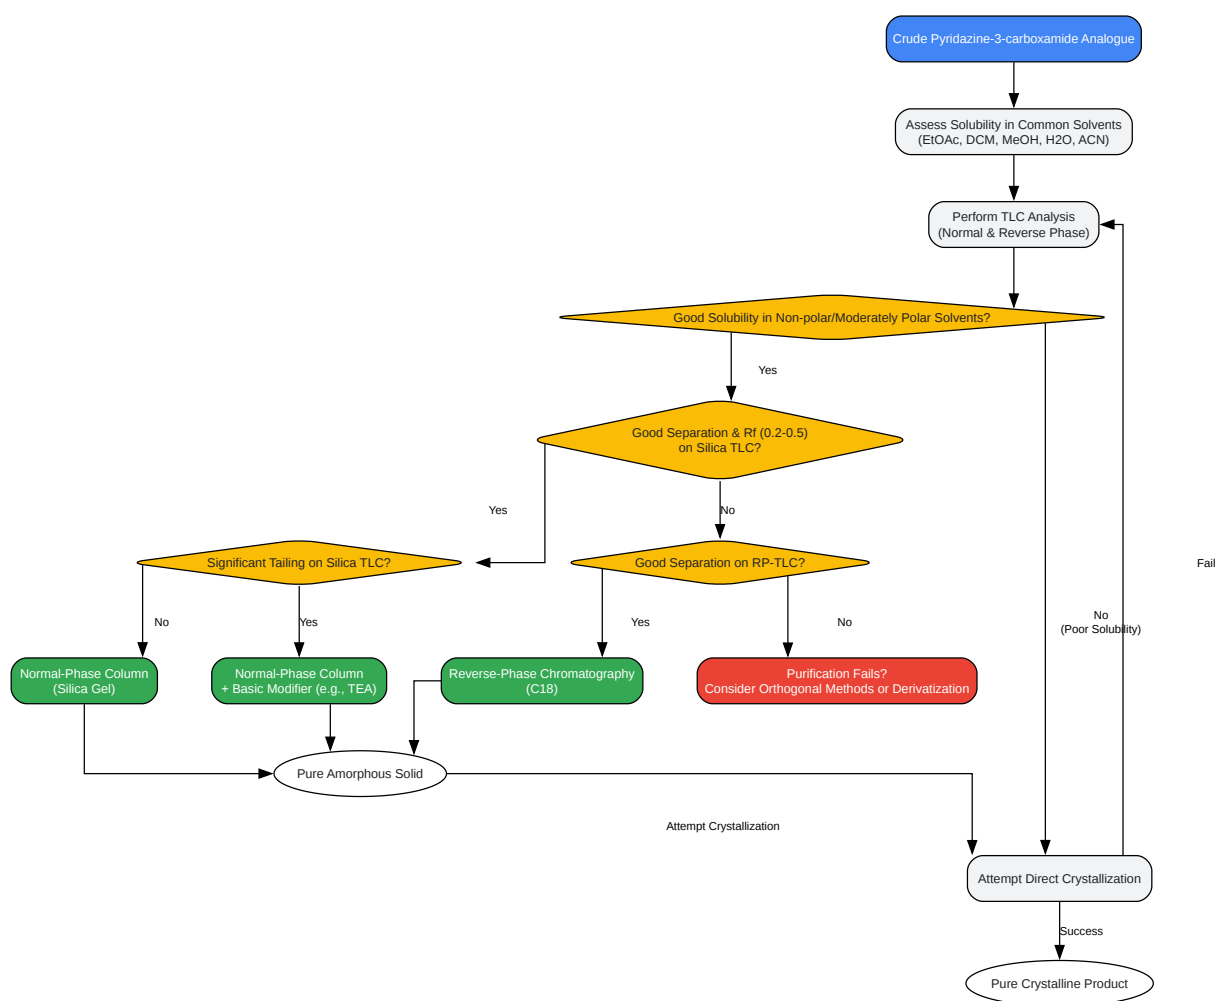 Crude Pyridazine-3-carboxamide Analogue
Assess Solubility in Common Solvents
(EtOAc, DCM, MeOH, H2O, ACN)
Perform TLC Analysis
(Normal & Reverse Phase)
Good Solubility in Non-polar/Moderately Polar Solvents?
Yes
Good Separation & Rf (0.2-0.5)
on Silica TLC?
Yes
No
Significant Tailing on Silica TLC?
Good Separation on RP-TLC?
Fail
No
Yes
Yes
No
No
(Poor Solubility)
Normal-Phase Column
(Silica Gel)
Normal-Phase Column
+ Basic Modifier (e.g., TEA)
Reverse-Phase Chromatography
(C18)
Purification Fails?
Consider Orthogonal Methods or Derivatization
Pure Amorphous Solid
Attempt Crystallization
Attempt Direct Crystallization
Success
Pure Crystalline Product